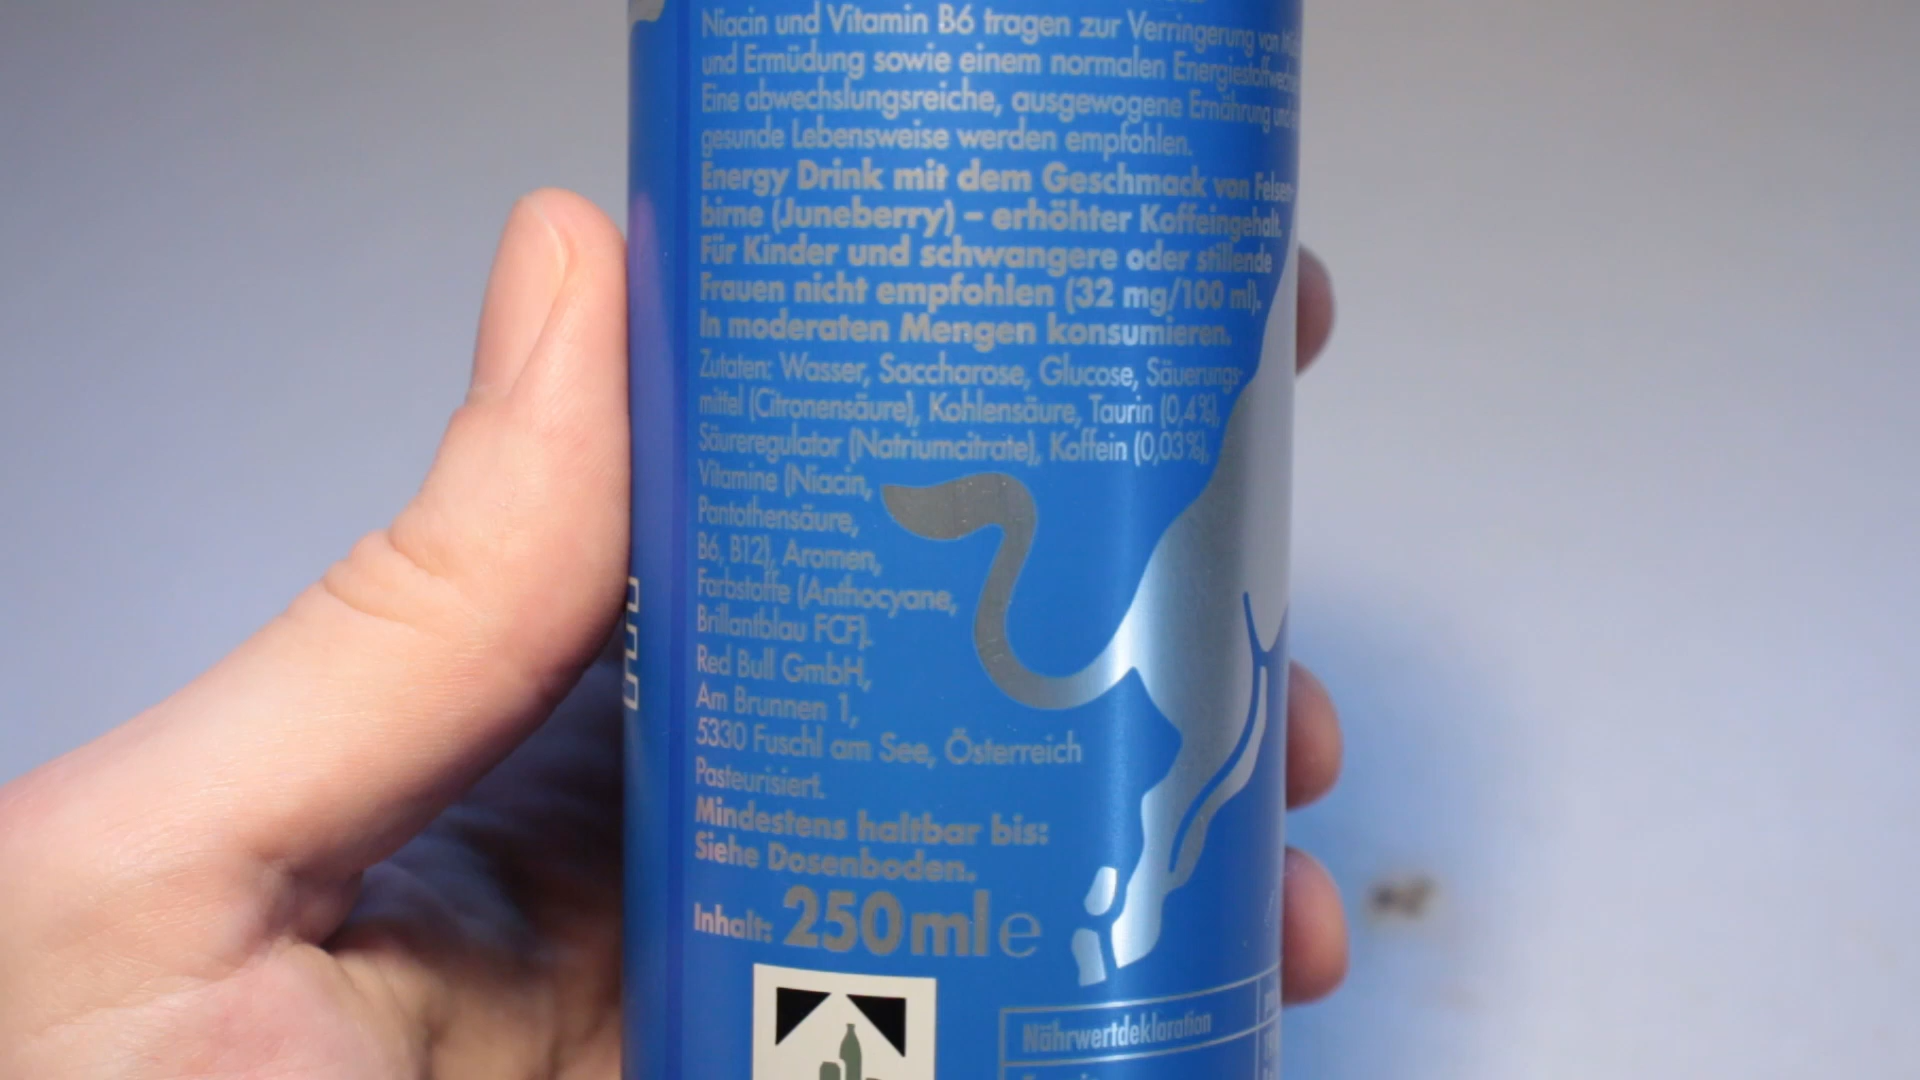 Niacin und Vitamin B6 tragen zur Verringerung von
und Ermüdung sowie einem normalen
Eine abwechslungsreiche, ausgewogene Ernährung und
gesunde Lebensweise werden empfohlen.
Energy Drink mit dem Geschmack von Felsen-
birne (Juneberry) – erhöhter Koffeingehalt.
Für Kinder und schwangere oder stillende
Frauen nicht empfohlen (32 mg/100 ml).
In moderaten Mengen konsumieren.
Zutaten: Wasser, Saccharose, Glucose, Säuerungs-
mittel (Citronensäure), Kohlensäure, Taurin (0,4%),
Säureregulator (Natriumcitrate), Koffein (0,03%),
Vitamine (Niacin,
Pantothensäure,
B6, B12), Aromen,
Farbstoffe (Anthocyane,
Brillantblau FCF).
Red Bull GmbH,
Am Brunnen 1,
5330 Fuschl am See, Österreich
Pasteurisiert.
Mindestens haltbar bis:
Siehe Dosenboden.
Inhalt: 250 ml e
Nährwertdeklaration